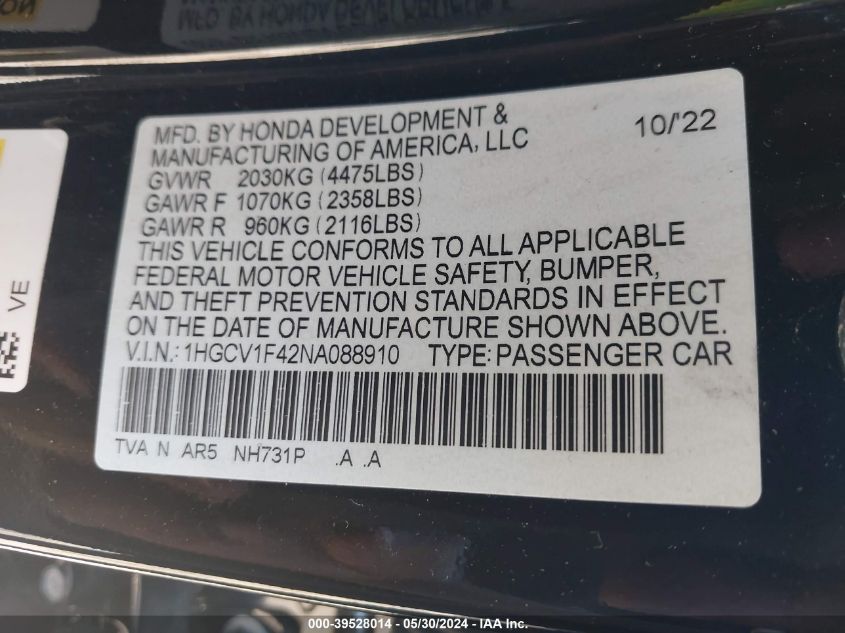 MFD. BY HONDA DEVELOPMENT & 10/'22
MANUFACTURING OF AMERICA, LLC
GVWR 2030KG (4475LBS)
GAWR F 1070KG (2358LBS)
GAWR R 960KG (2116LBS)
THIS VEHICLE CONFORMS TO ALL APPLICABLE
FEDERAL MOTOR VEHICLE SAFETY, BUMPER,
AND THEFT PREVENTION STANDARDS IN EFFECT
ON THE DATE OF MANUFACTURE SHOWN ABOVE.
V.I.N.: 1HGCV1F42NA088910 TYPE: PASSENGER CAR
TVA N AR5 NH731P .A .A
VE
000-39528014 - 05/30/2024 - IAA Inc.